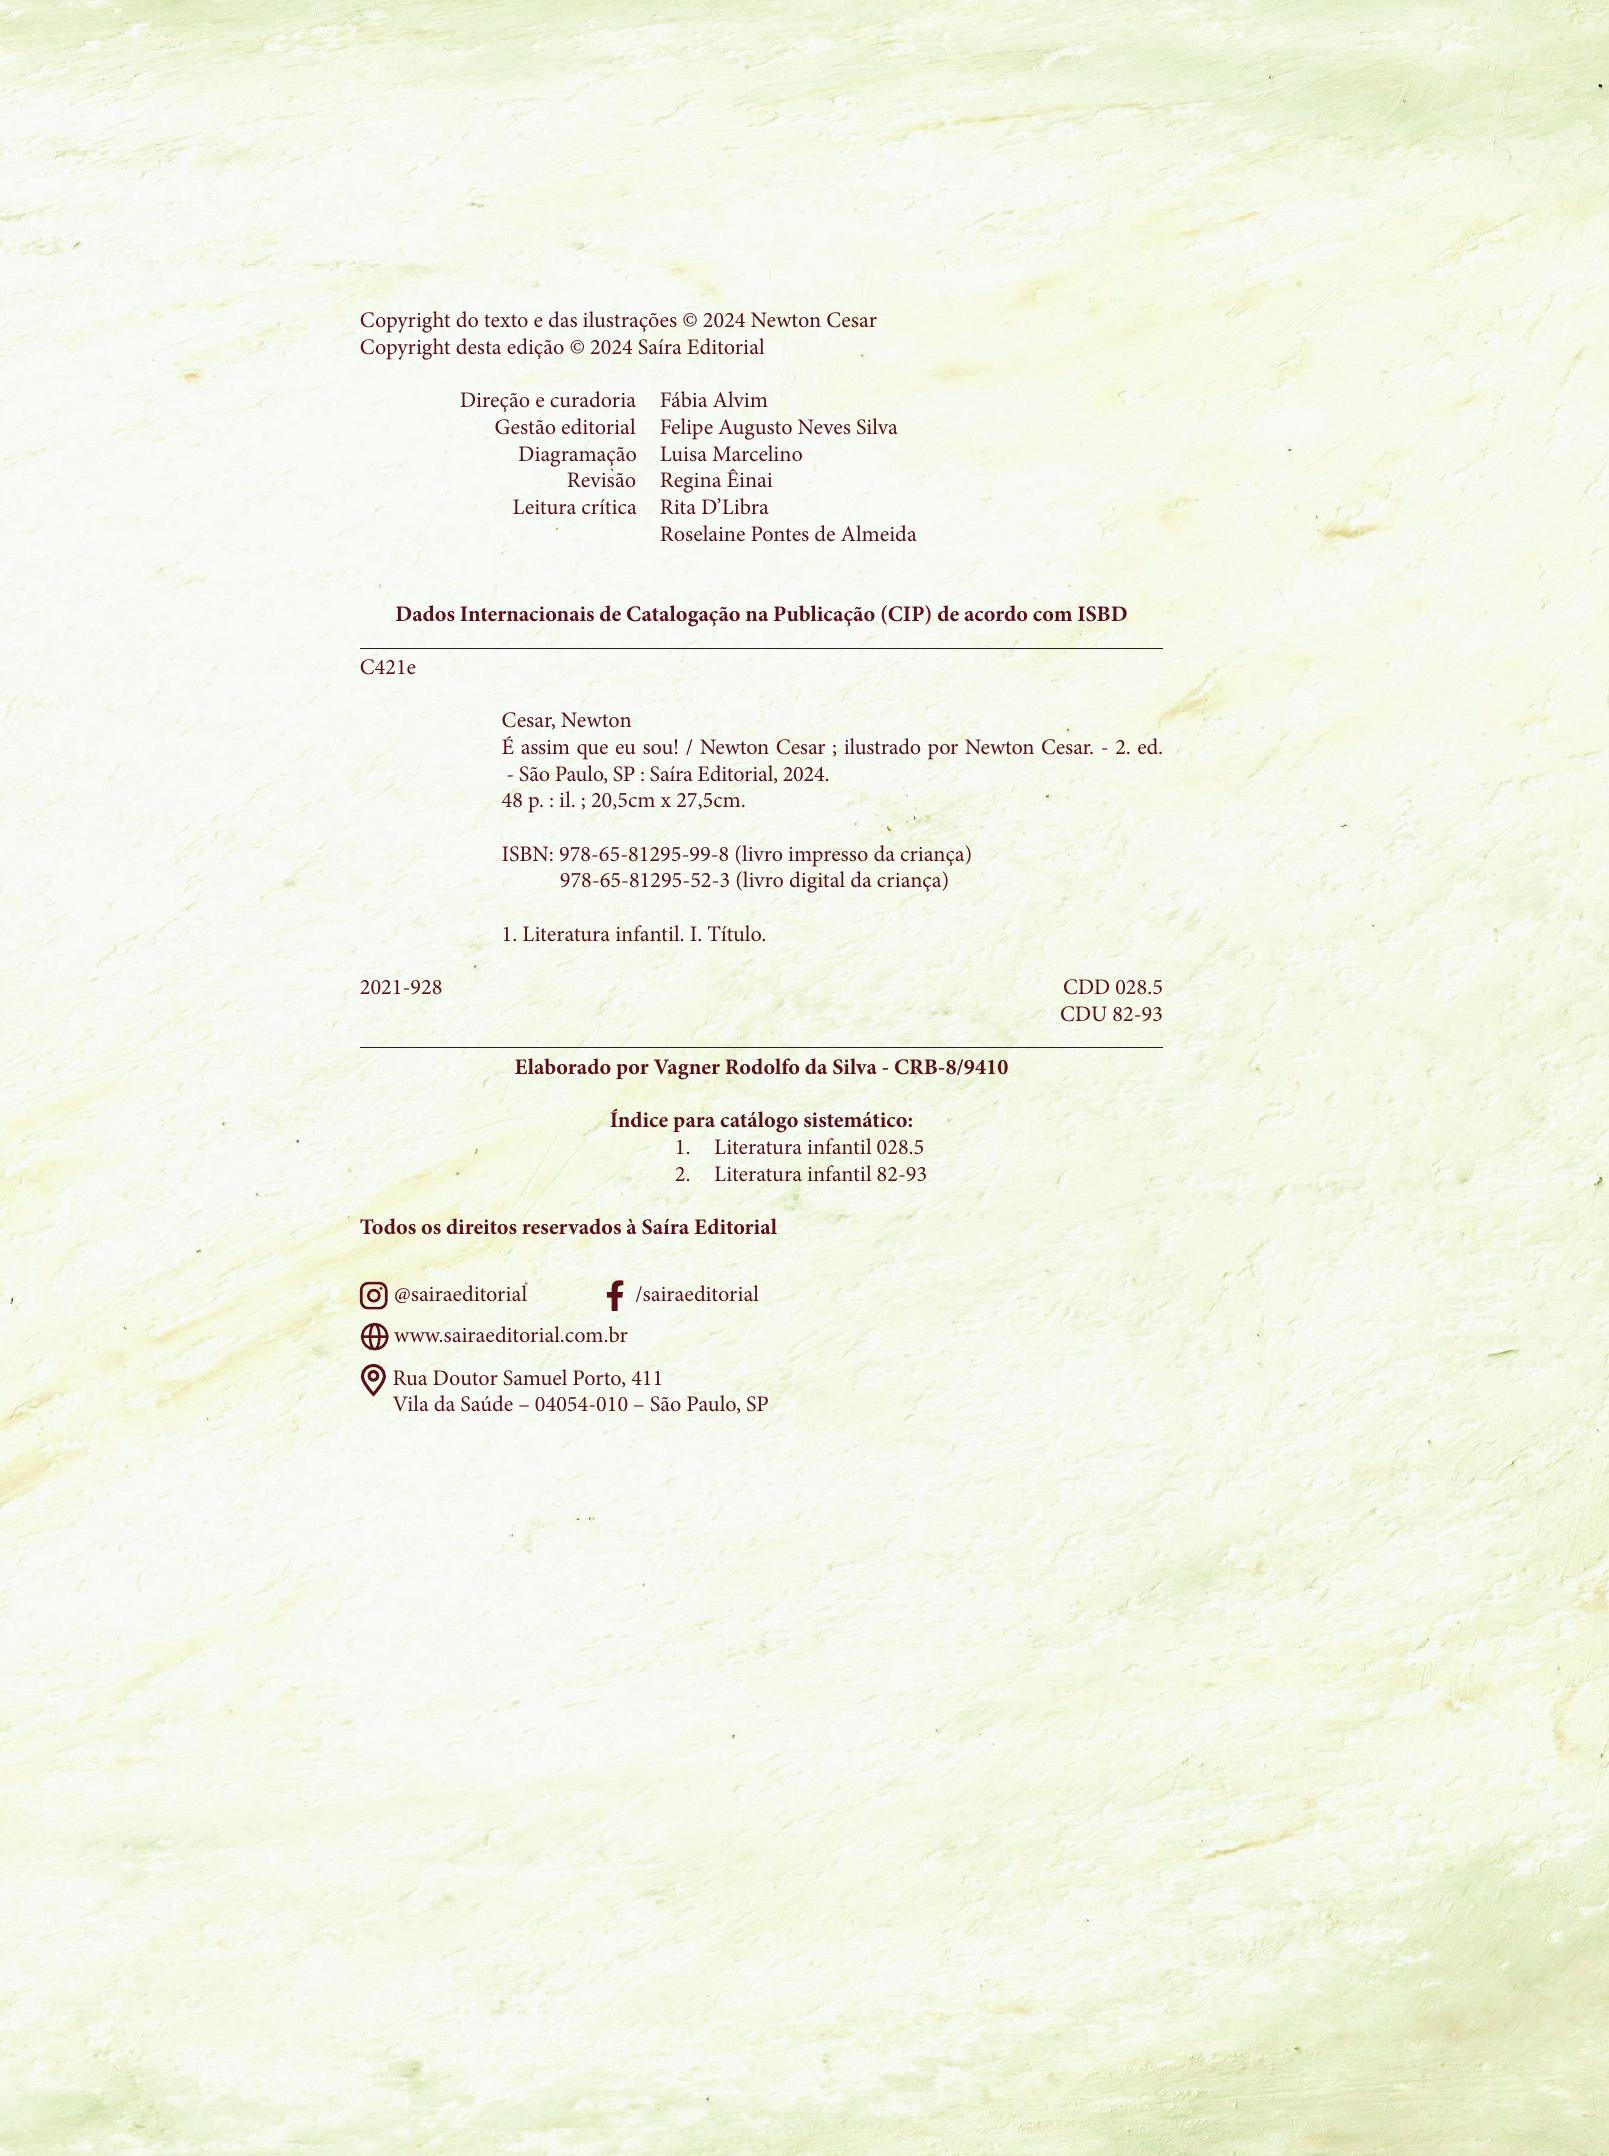 Copyright do texto e das ilustrações © 2024 Newton Cesar
Copyright desta edição © 2024 Saíra Editorial
Direção e curadoria Fábia Alvim
Gestão editorial Felipe Augusto Neves Silva
Diagramação Luisa Marcelino
Revisão Regina Êinai
Leitura crítica Rita D’Libra
Roselaine Pontes de Almeida
Dados Internacionais de Catalogação na Publicação (CIP) de acordo com ISBD
C421e
Cesar, Newton
É assim que eu sou! / Newton Cesar ; ilustrado por Newton Cesar. - 2. ed.
- São Paulo, SP : Saíra Editorial, 2024.
48 p. : il. ; 20,5cm x 27,5cm.
ISBN: 978-65-81295-99-8 (livro impresso da criança)
978-65-81295-52-3 (livro digital da criança)
1. Literatura infantil. I. Título.
2021-928 CDD 028.5
CDU 82-93
Elaborado por Vagner Rodolfo da Silva - CRB-8/9410
Índice para catálogo sistemático:
1. Literatura infantil 028.5
2. Literatura infantil 82-93
Todos os direitos reservados à Saíra Editorial
@sairaeditorial /sairaeditorial
www.sairaeditorial.com.br
Rua Doutor Samuel Porto, 411
Vila da Saúde – 04054-010 – São Paulo, SP